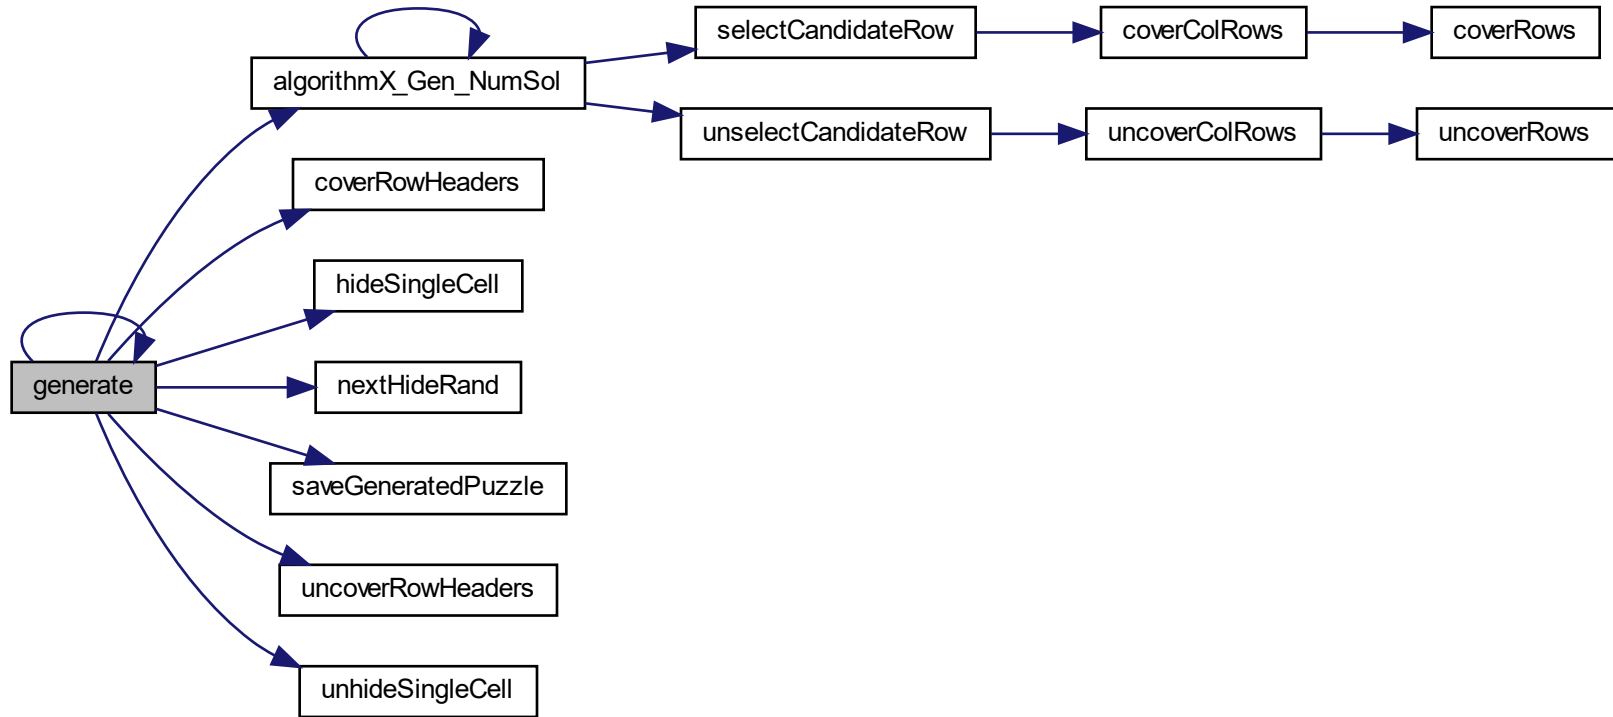 selectCandidateRow
coverColRows
coverRows
algorithmX_Gen_NumSol
unselectCandidateRow
uncoverColRows
uncoverRows
coverRowHeaders
hideSingleCell
generate
nextHideRand
saveGeneratedPuzzle
uncoverRowHeaders
unhideSingleCell